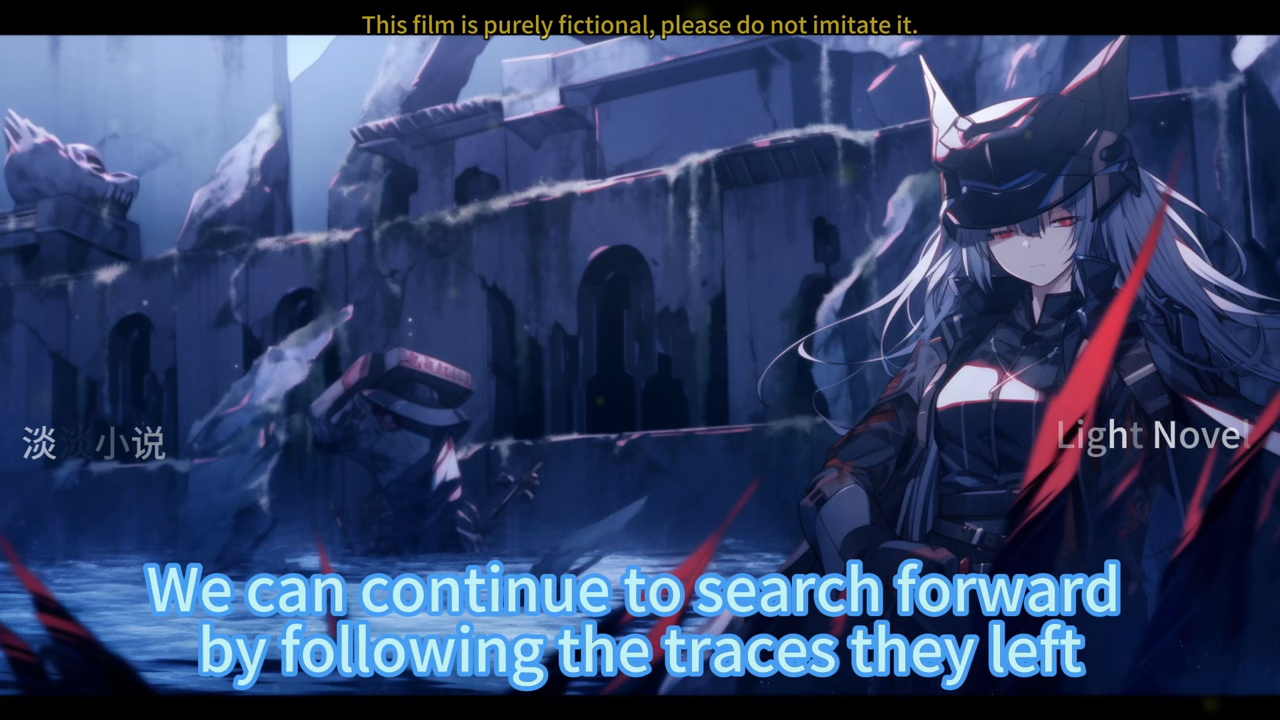 This film is purely fictional, please do not imitate it.
淡淡小说
Light Novel
We can continue to search forward
by following the traces they left